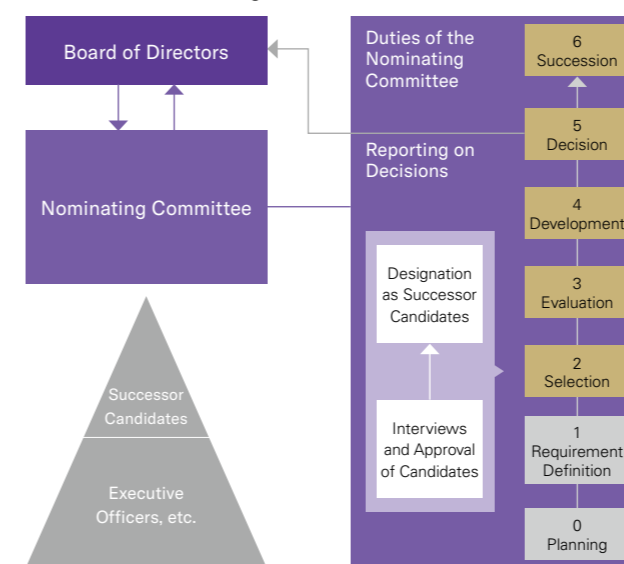 Board of Directors
Nominating Committee
Successor
Candidates
Executive
Officers, etc.
Duties of the
Nominating
Committee
Reporting on
Decisions
Designation
as Successor
Candidates
Interviews
and Approval
of Candidates
6
Succession
5
Decision
4
Development
3
Evaluation
2
Selection
1
Requirement
Definition
0
Planning